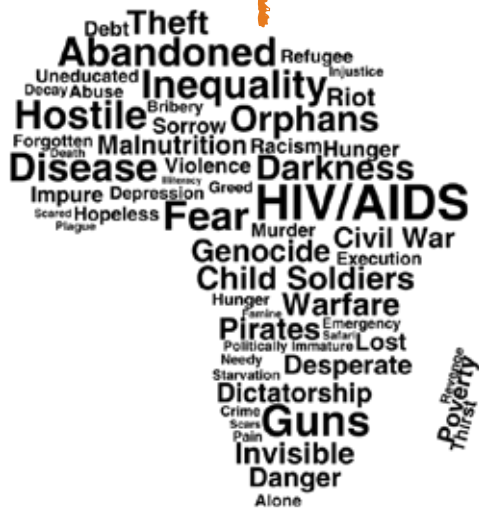 Debt Theft
Abandoned Refugee
Uneducated Inequality Injustice
Decay Abuse Riot
Hostile Bribery Orphans
Sorrow
Forgotten Malnutrition Racism Hunger
Death
Disease Violence Darkness
Illiteracy
Impure Depression Greed HIV/AIDS
Scared Hopeless Fear
Plague Murder Civil War
Genocide Execution
Child Soldiers
Hunger Warfare
Famine
Pirates Emergency
Safari
Politically Immature Lost
Needy Desperate
Starvation
Dictatorship
Crime Guns
Scars
Pain
Invisible
Danger
Alone
Revenge
Poverty
Thirst